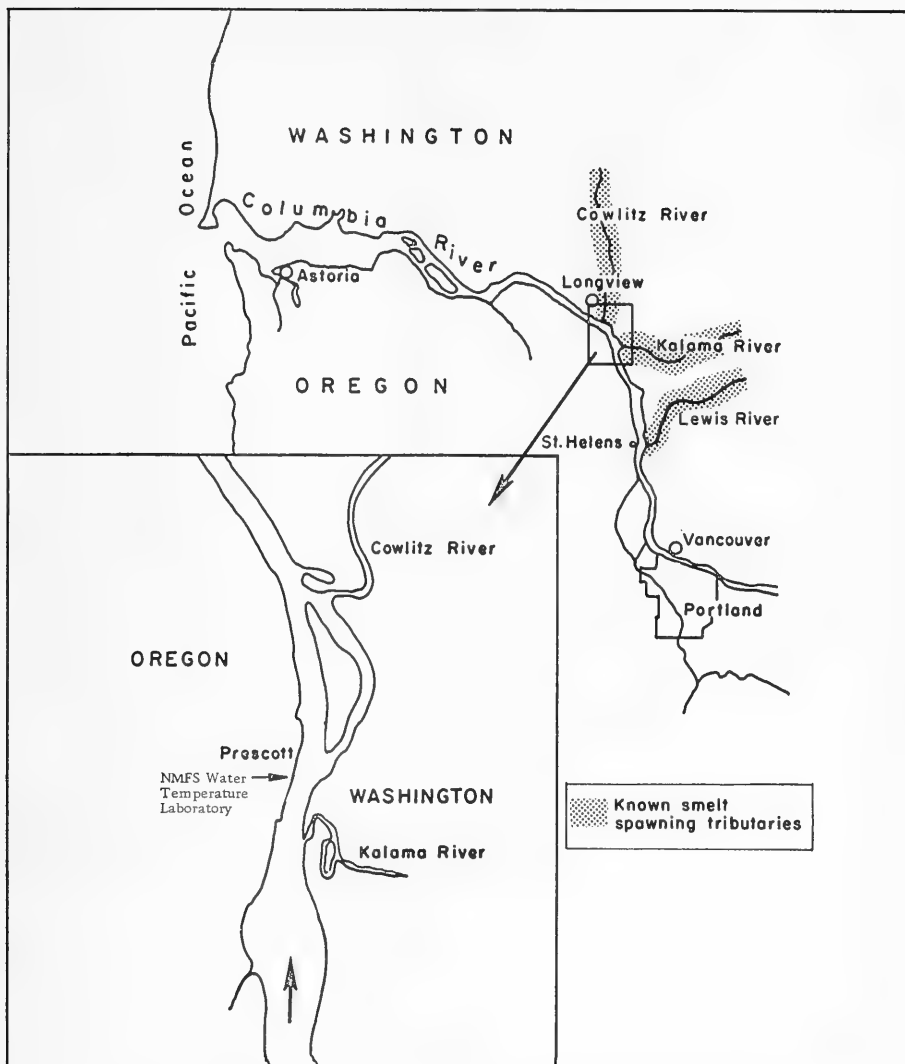 WASHINGTON
Pacific Ocean
Columbia River
Astoria
Cowlitz River
Longview
Kalama River
OREGON
Lewis River
St. Helens
Vancouver
Portland
Cowlitz River
OREGON
Prescott
NMFS Water
Temperature
Laboratory
WASHINGTON
Kalama River
Known smelt
spawning tributaries